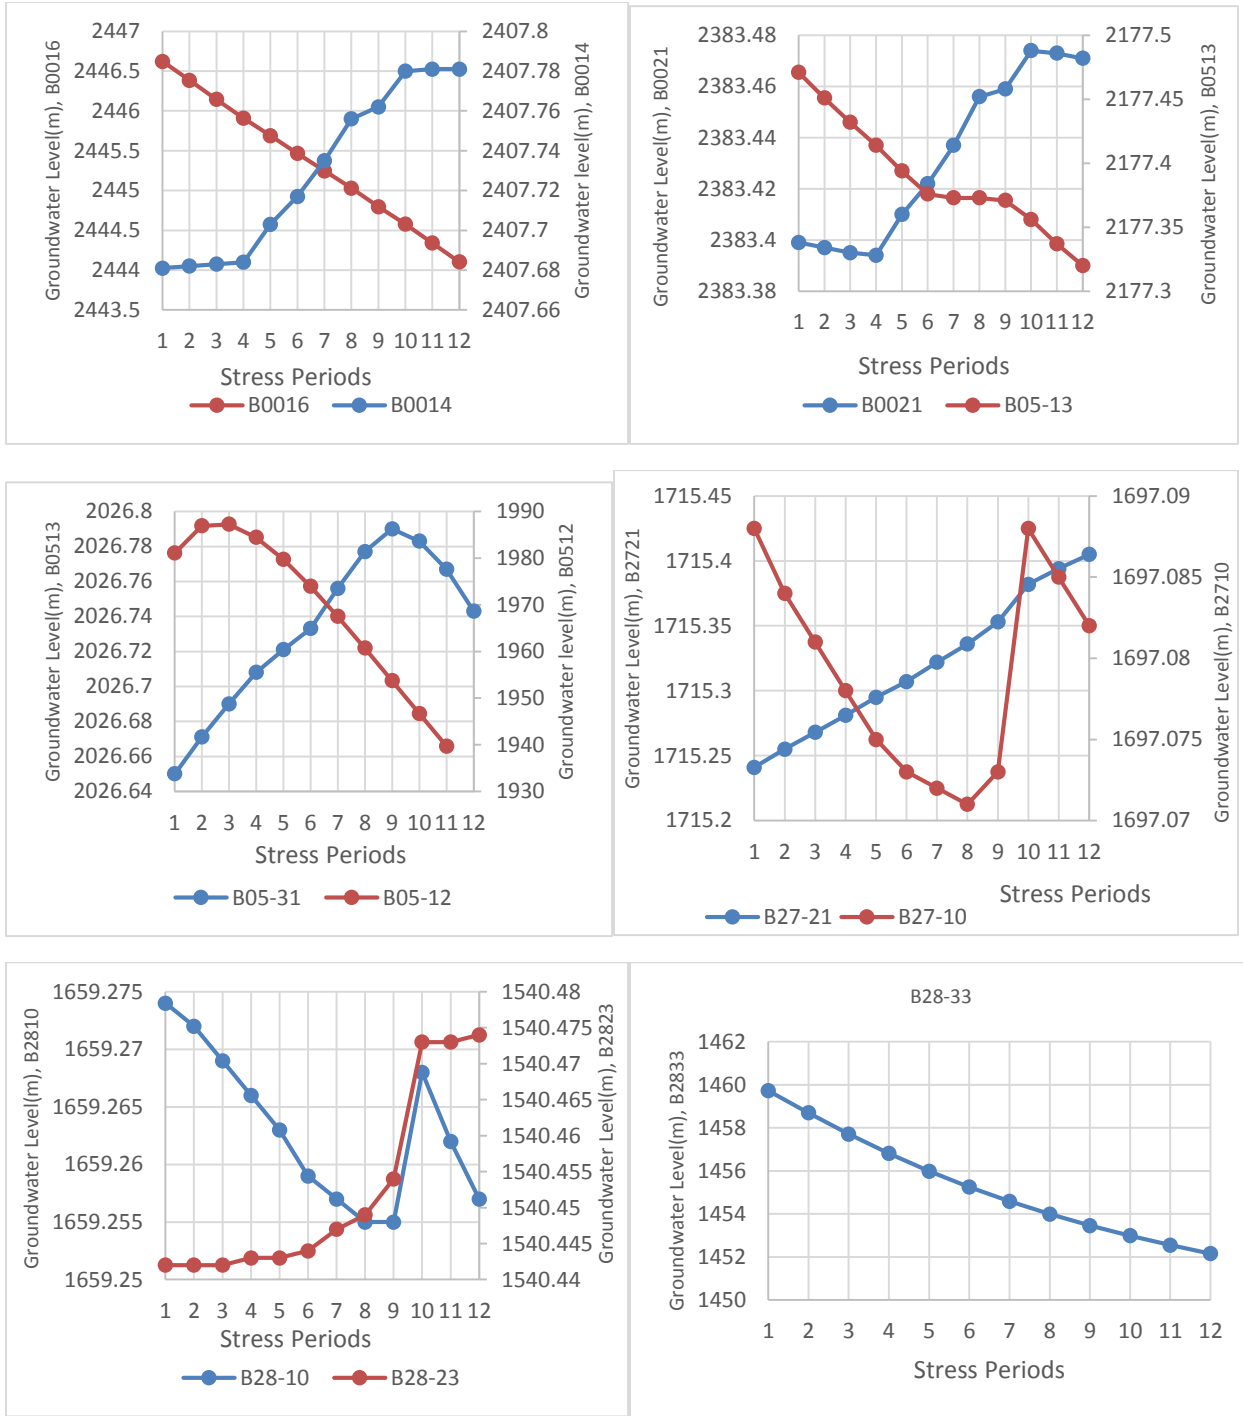 Groundwater Level(m), B0016
2447
2446.5
2446
2445.5
2445
2444.5
2444
2443.5
2407.8
2407.78
2407.76
2407.74
2407.72
2407.7
2407.68
2407.66
Groundwater level(m), B0014
1 2 3 4 5 6 7 8 9 10 11 12
Stress Periods
B0016 B0014
Groundwater Level(m), B0021
2383.48
2383.46
2383.44
2383.42
2383.4
2383.38
2177.5
2177.45
2177.4
2177.35
2177.3
Groundwater Level(m), B0513
1 2 3 4 5 6 7 8 9 10 11 12
Stress Periods
B0021 B05-13
Groundwater Level(m), B0513
2026.8
2026.78
2026.76
2026.74
2026.72
2026.7
2026.68
2026.66
2026.64
1990
1980
1970
1960
1950
1940
1930
Groundwater level(m), B0512
1 2 3 4 5 6 7 8 9 10 11 12
Stress Periods
B05-31 B05-12
Groundwater Level(m), B2721
1715.45
1715.4
1715.35
1715.3
1715.25
1715.2
1697.09
1697.085
1697.08
1697.075
1697.07
Groundwater Level(m), B2710
1 2 3 4 5 6 7 8 9 10 11 12
Stress Periods
B27-21 B27-10
Groundwater Level(m), B2810
1659.275
1659.27
1659.265
1659.26
1659.255
1659.25
1540.48
1540.475
1540.47
1540.465
1540.46
1540.455
1540.45
1540.445
1540.44
Groundwater Level(m), B2823
1 2 3 4 5 6 7 8 9 10 11 12
Stress Periods
B28-10 B28-23
B28-33
Groundwater Level(m), B2833
1462
1460
1458
1456
1454
1452
1450
1 2 3 4 5 6 7 8 9 10 11 12
Stress Periods